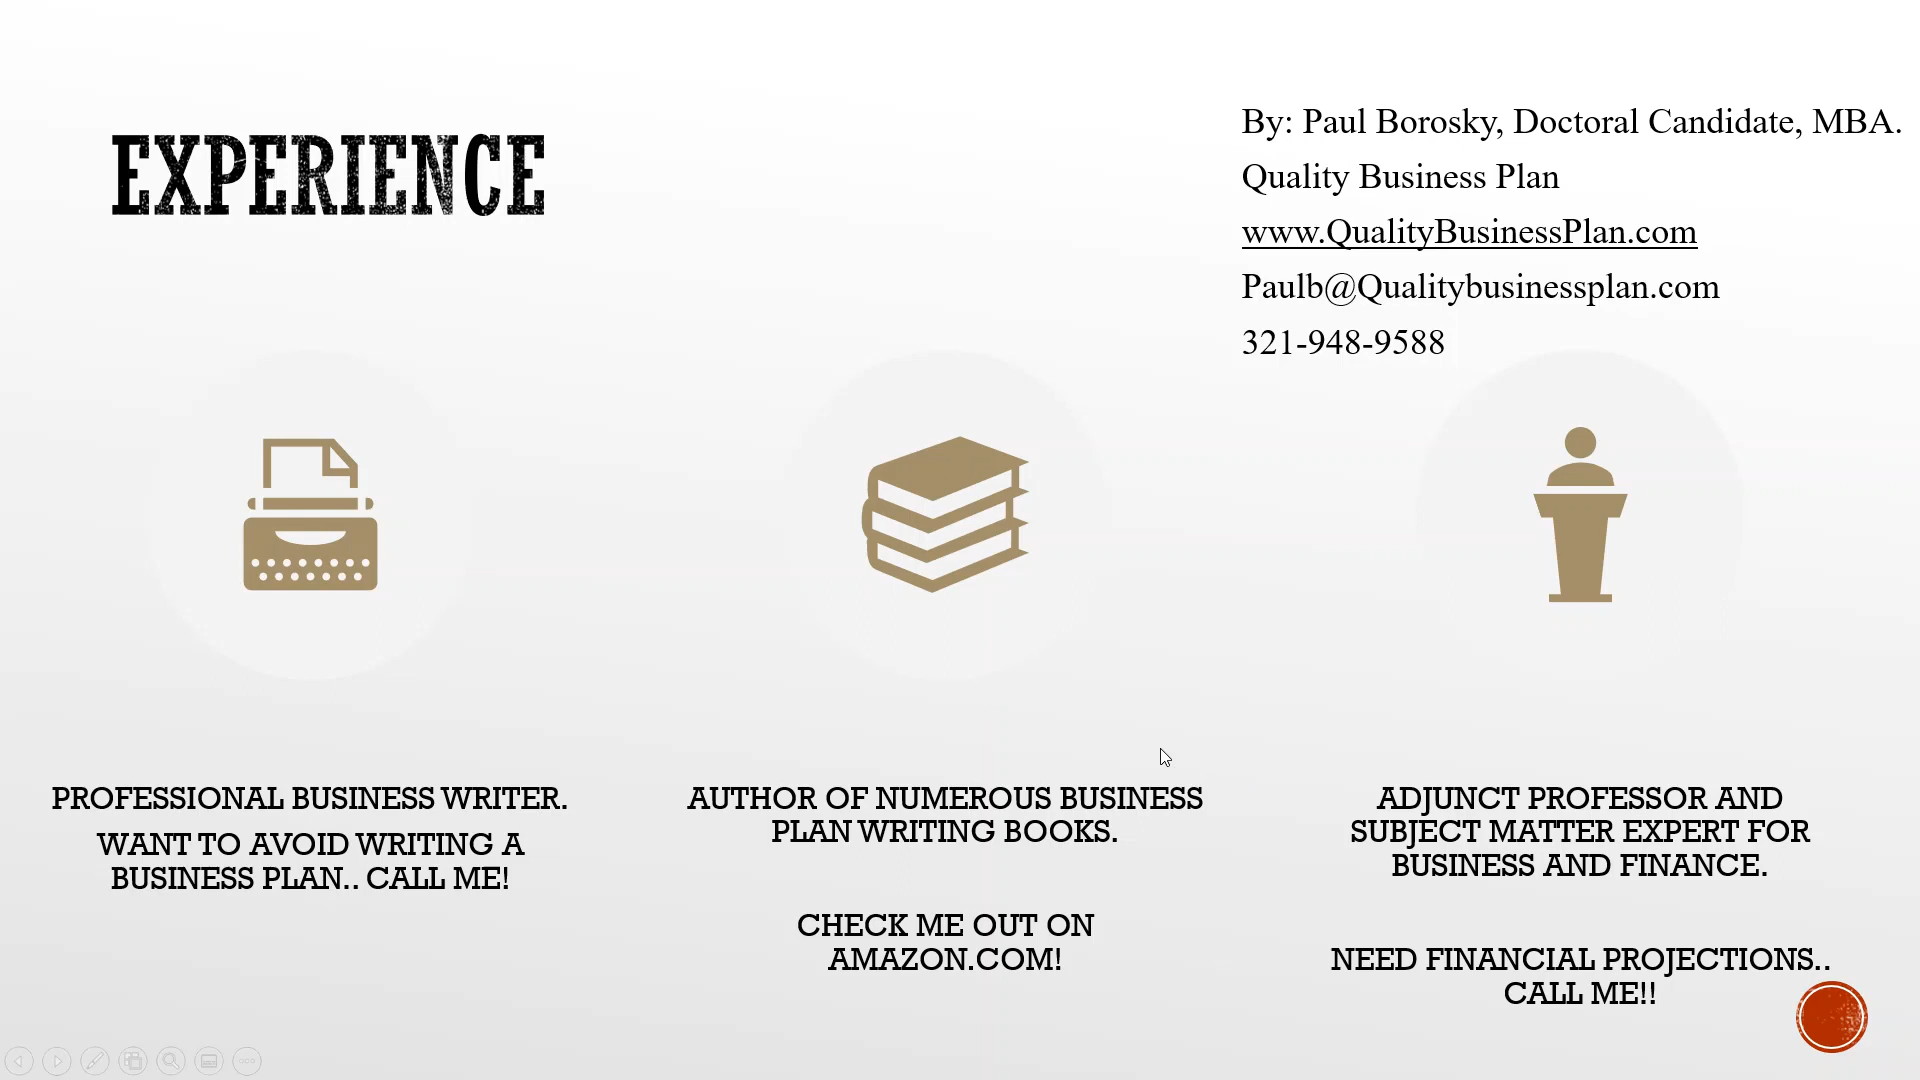 EXPERIENCE
By: Paul Borosky, Doctoral Candidate, MBA.
Quality Business Plan
www.QualityBusinessPlan.com
Paulb@Qualitybusinessplan.com
321-948-9588
PROFESSIONAL BUSINESS WRITER.
WANT TO AVOID WRITING A
BUSINESS PLAN.. CALL ME!
AUTHOR OF NUMEROUS BUSINESS
PLAN WRITING BOOKS.
CHECK ME OUT ON
AMAZON.COM!
ADJUNCT PROFESSOR AND
SUBJECT MATTER EXPERT FOR
BUSINESS AND FINANCE.
NEED FINANCIAL PROJECTIONS..
CALL ME!!